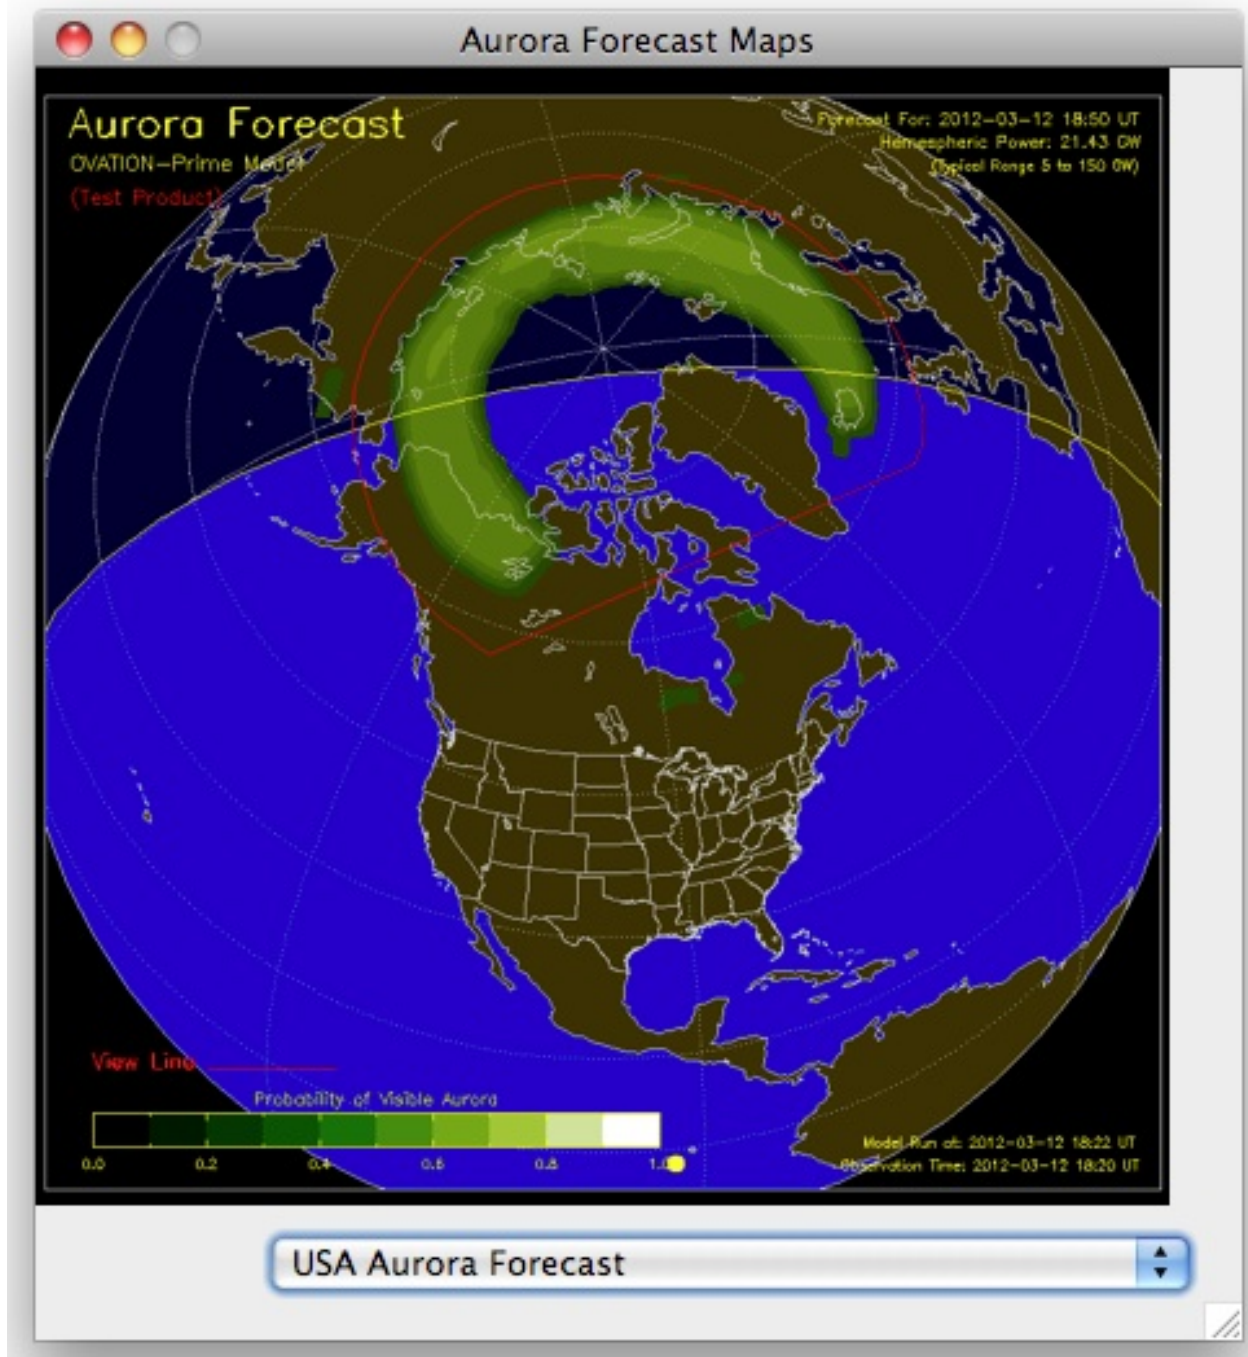 Aurora Forecast Maps
Aurora Forecast
OVATION-Prime Model
(Test Product)
Forecast For: 2012-03-12 18:50 UT
Hemespheric Power: 21.43 GW
(Typical Range 5 to 150 GW)
View Line
Probability of Visible Aurora
0.0 0.2 0.4 0.6 0.8 1.0
Model Run at: 2012-03-12 18:22 UT
Observation Time: 2012-03-12 18:20 UT
USA Aurora Forecast